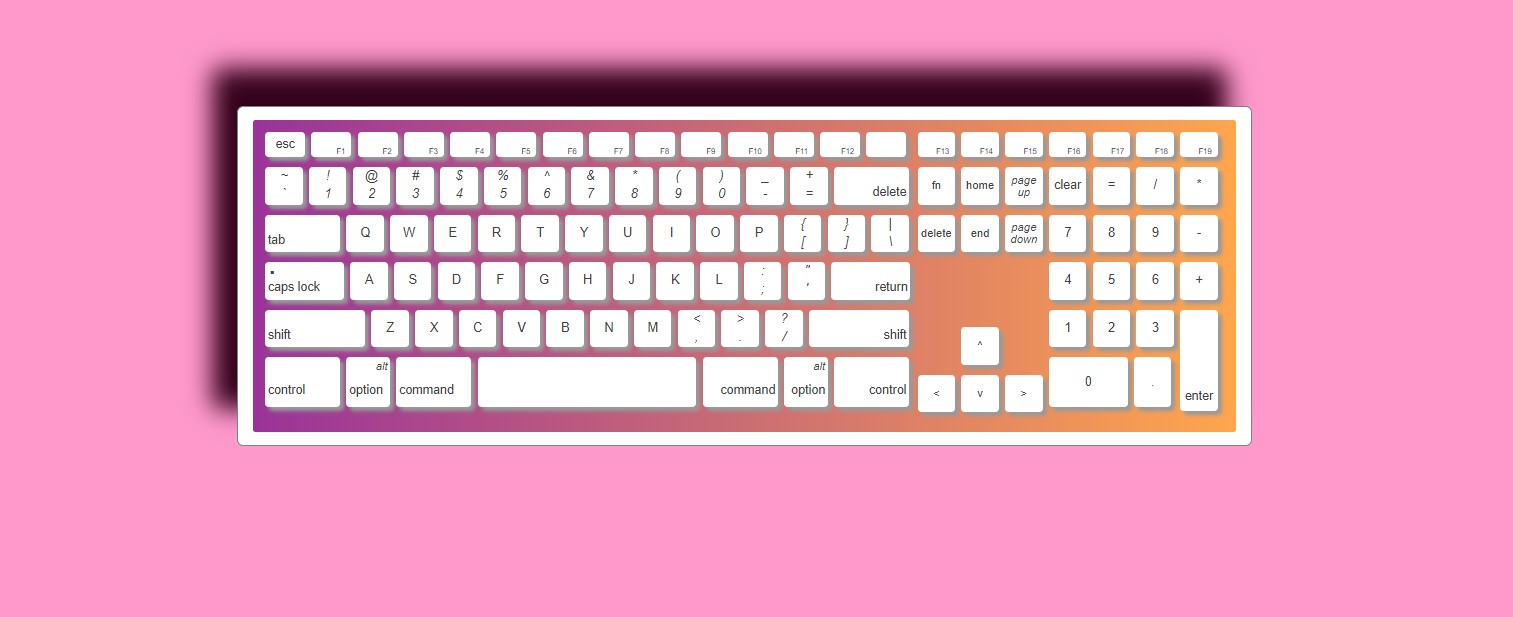 esc F1 F2 F3 F4 F5 F6 F7 F8 F9 F10 F11 F12 F13 F14 F15 F16 F17 F18 F19
~ ! @ # $ % ^ & * ( ) _ +
` 1 2 3 4 5 6 7 8 9 0 - = delete fn home page up clear = / *
tab Q W E R T Y U I O P { } | delete end page down 7 8 9 -
[ ] \
caps lock A S D F G H J K L : " return 4 5 6 +
; '
shift Z X C V B N M < > ? shift 1 2 3
, . /
^
alt alt
control option command command option control 0 . enter
< v >